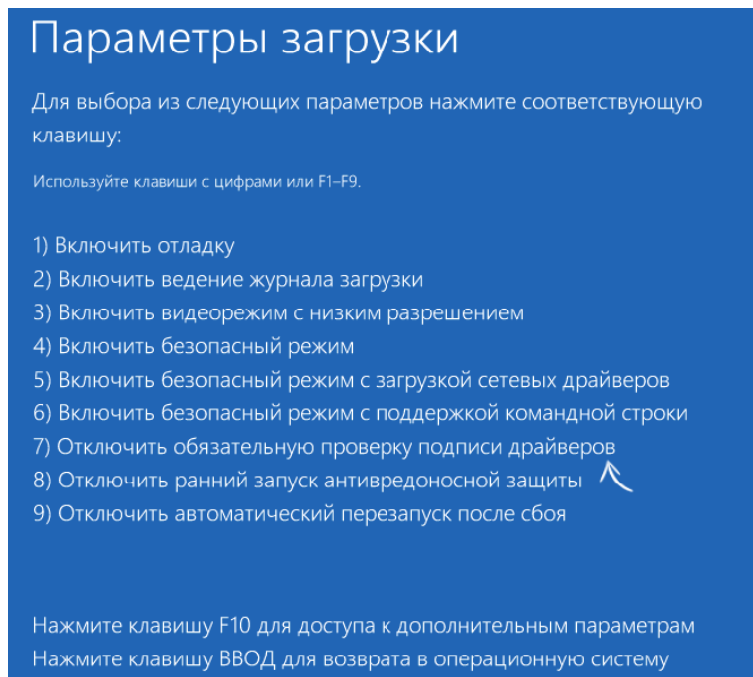 Параметры загрузки
Для выбора из следующих параметров нажмите соответствующую
клавишу:
Используйте клавиши с цифрами или F1–F9.
1) Включить отладку
2) Включить ведение журнала загрузки
3) Включить видеорежим с низким разрешением
4) Включить безопасный режим
5) Включить безопасный режим с загрузкой сетевых драйверов
6) Включить безопасный режим с поддержкой командной строки
7) Отключить обязательную проверку подписи драйверов
8) Отключить ранний запуск антивредоносной защиты
9) Отключить автоматический перезапуск после сбоя
Нажмите клавишу F10 для доступа к дополнительным параметрам
Нажмите клавишу ВВОД для возврата в операционную систему